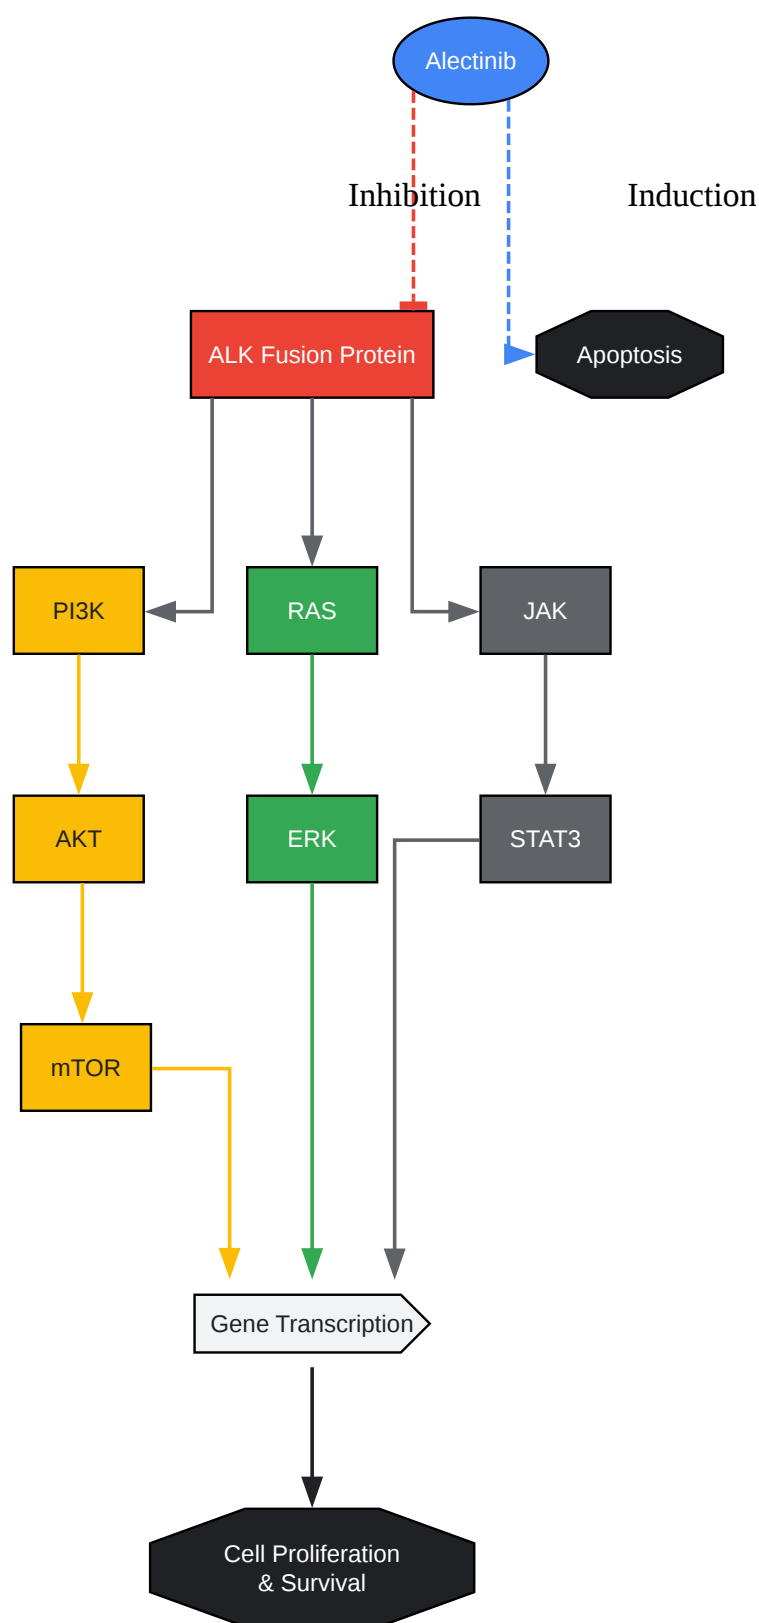 Alectinib
Inhibition
Induction
ALK Fusion Protein
Apoptosis
PI3K
RAS
JAK
AKT
ERK
STAT3
mTOR
Gene Transcription
Cell Proliferation
& Survival